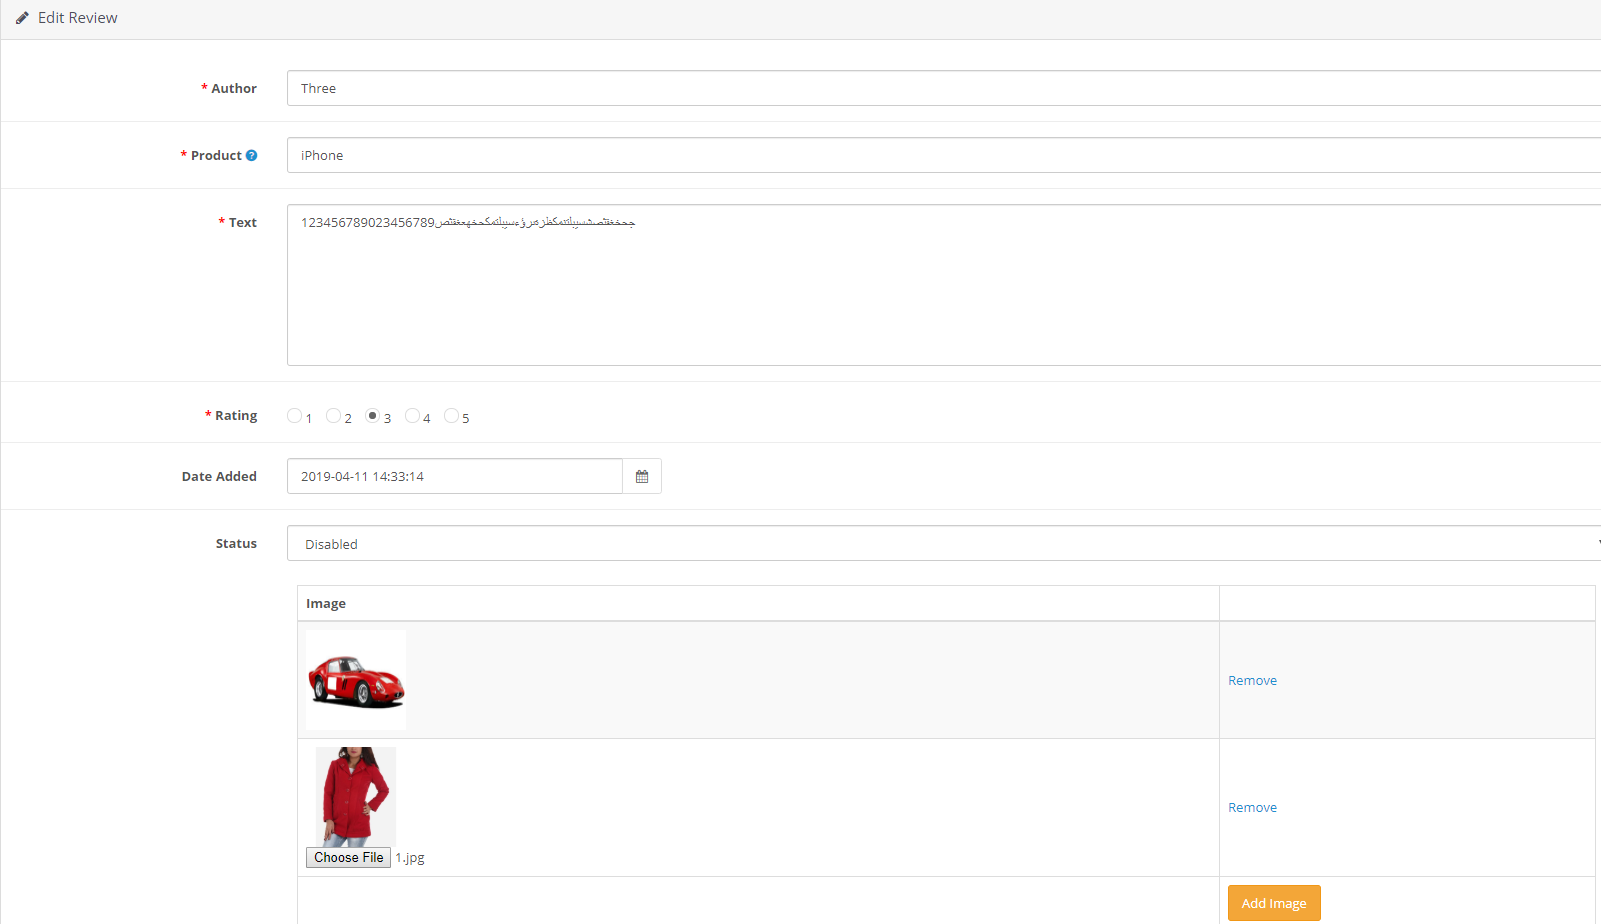 Edit Review
* Author
Three
* Product
iPhone
* Text
123456789023456789
* Rating
1 2 3 4 5
Date Added
2019-04-11 14:33:14
Status
Disabled
Image
Remove
Remove
Choose File 1.jpg
Add Image